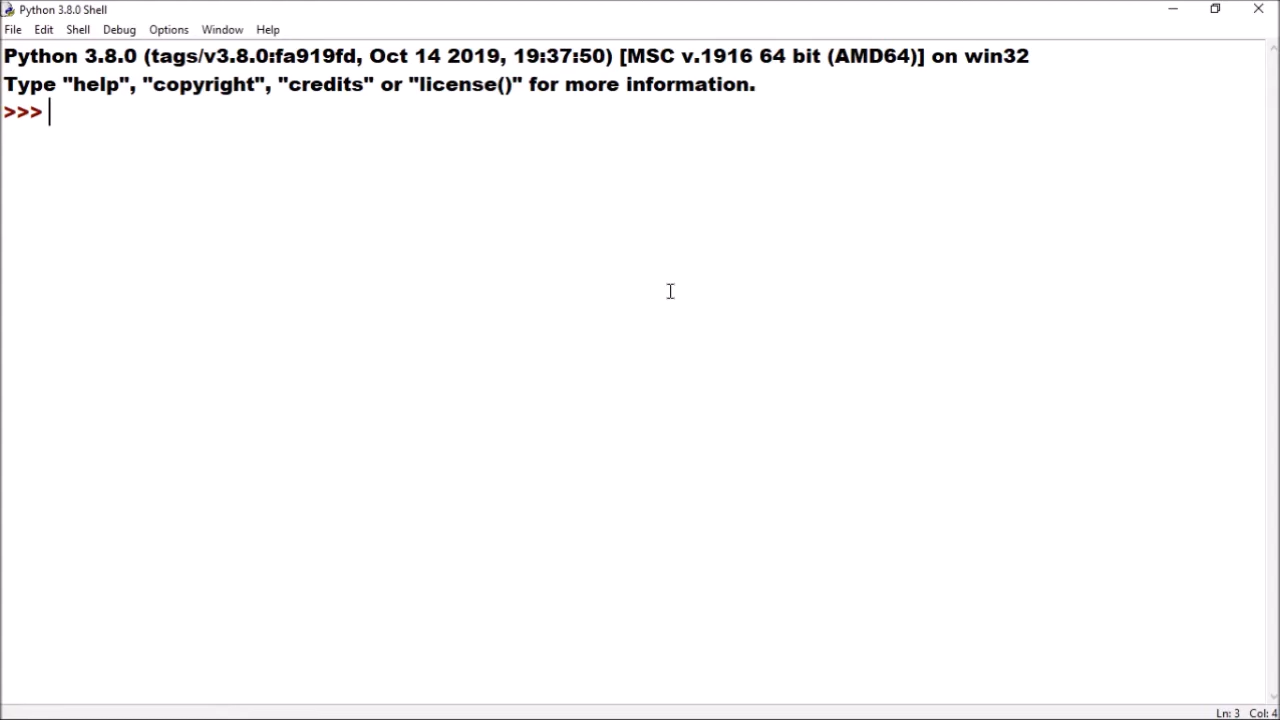 Python 3.8.0 Shell
File Edit Shell Debug Options Window Help
Python 3.8.0 (tags/v3.8.0:fa919fd, Oct 14 2019, 19:37:50) [MSC v.1916 64 bit (AMD64)] on win32
Type "help", "copyright", "credits" or "license()" for more information.
>>>
Ln: 3 Col: 4